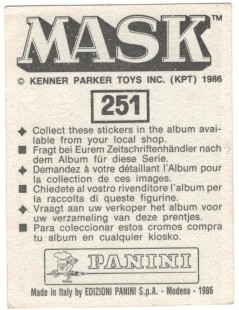 MASK™
© KENNER PARKER TOYS INC. (KPT) 1986
251
◆ Collect these stickers in the album avai-
lable from your local shop.
■ Fragt bei Eurem Zeitschriftenhändler nach
dem Album für diese Serie.
◆ Demandez à votre détaillant l'Album pour
la collection de ces images.
■ Chiedete al vostro rivenditore l'album per
la raccolta di queste figurine.
◆ Vraagt aan uw verkoper het album voor
uw verzameling van deze prentjes.
■ Para coleccionar estos cromos compra
tu album en cualquier kiosko.
PANINI
Made in Italy by EDIZIONI PANINI S.p.A. - Modena - 1986